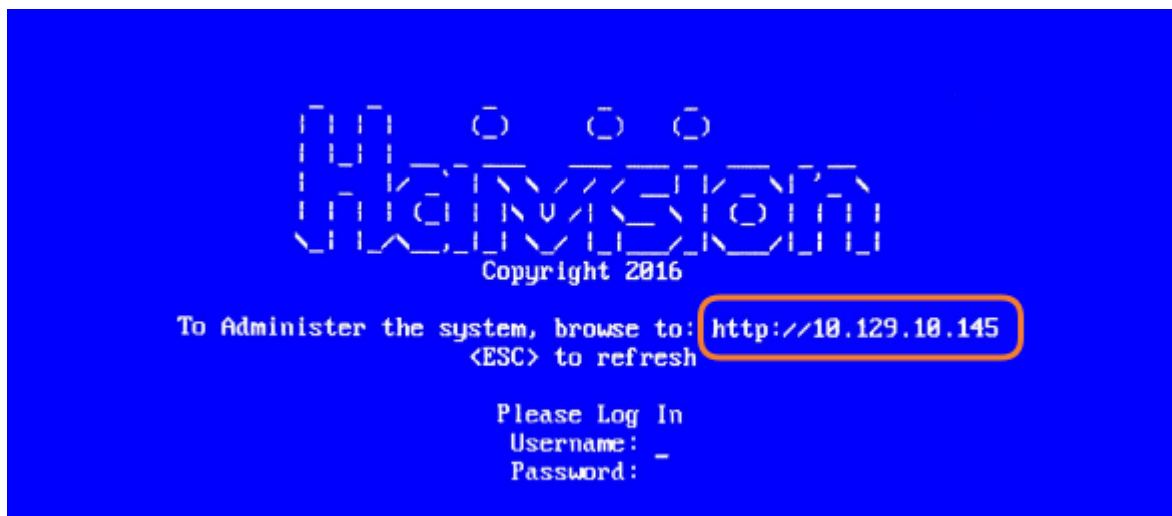 Haivision
Copyright 2016
To Administer the system, browse to: http://10.129.10.145
<ESC> to refresh
Please Log In
Username: _
Password: